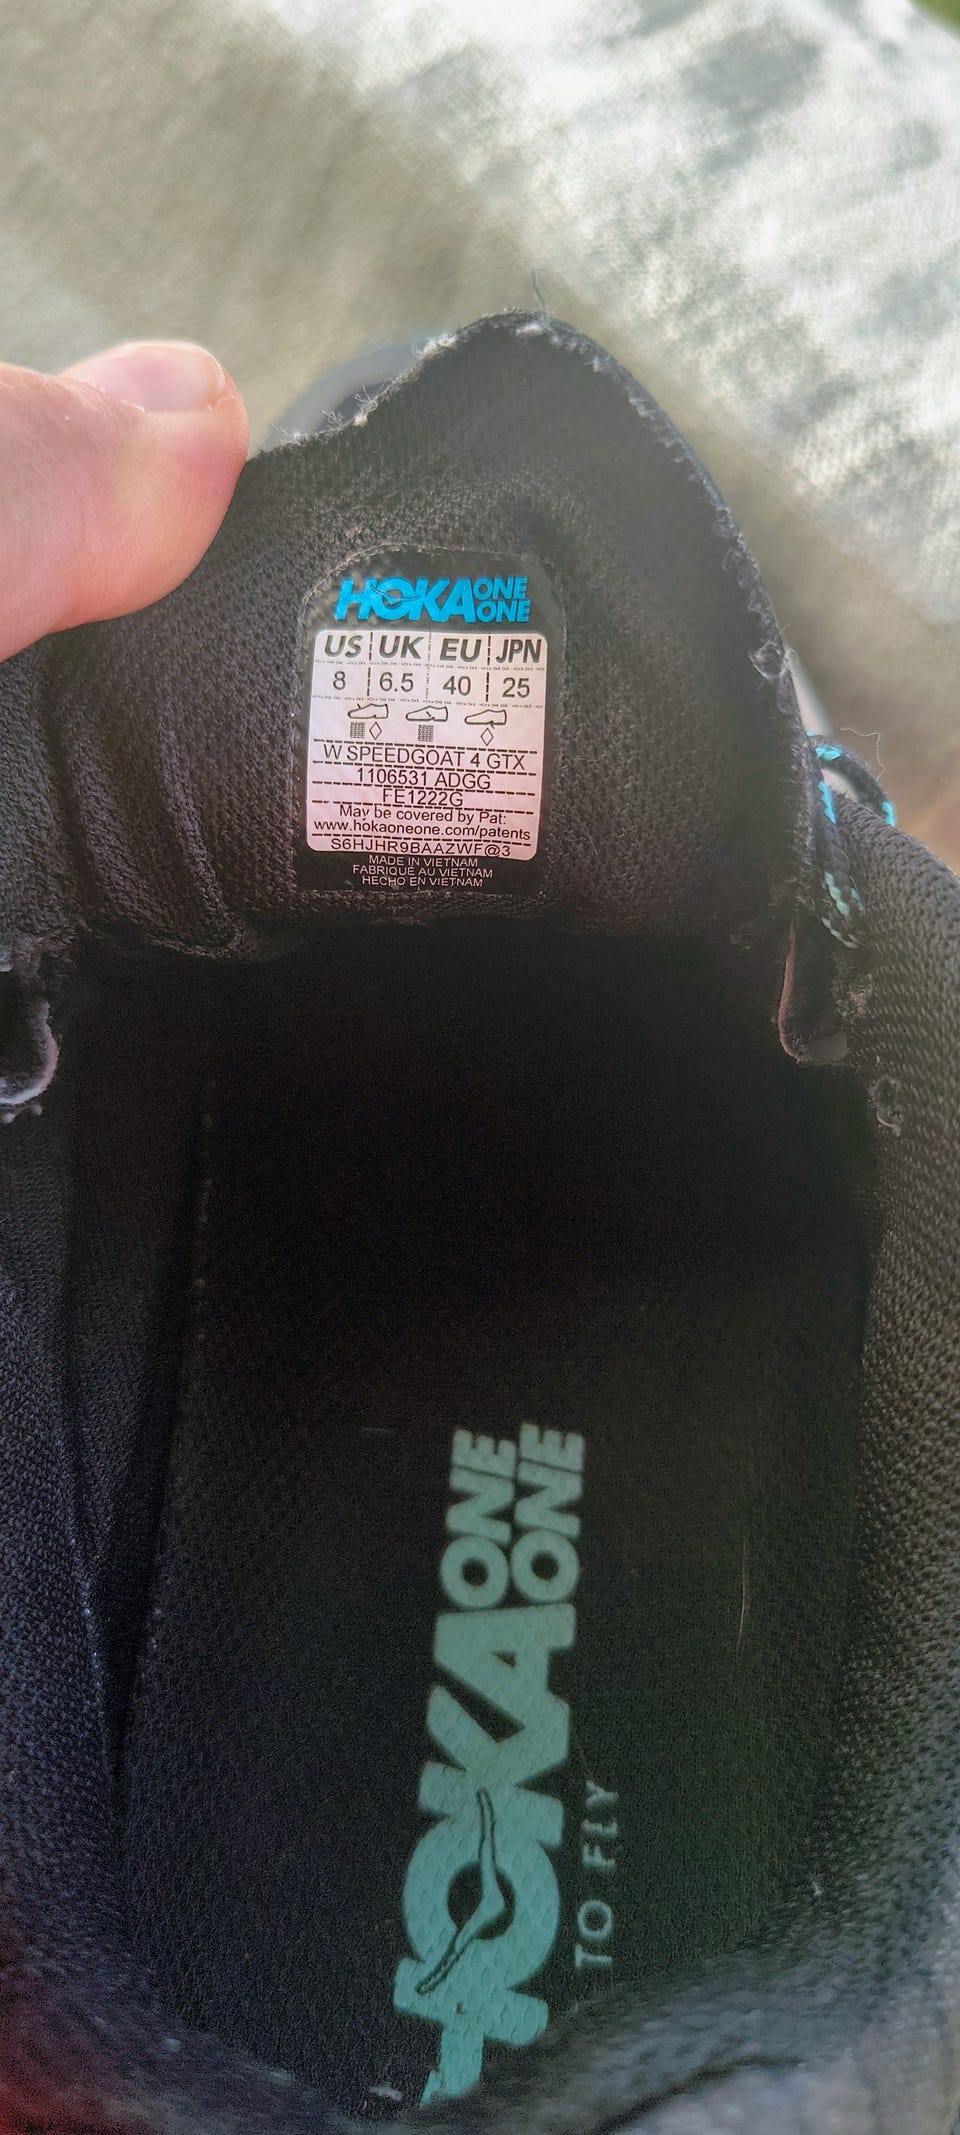 HOKA ONE ONE
US UK EU JPN
8 6.5 40 25
W SPEEDGOAT 4 GTX
1106531 ADGG
FE1222G
May be covered by Pat:
www.hokaoneone.com/patents
S6HJHR9BAAZWF@3
MADE IN VIETNAM
FABRIQUÉ AU VIETNAM
HECHO EN VIETNAM
HOKA ONE ONE
TO FLY